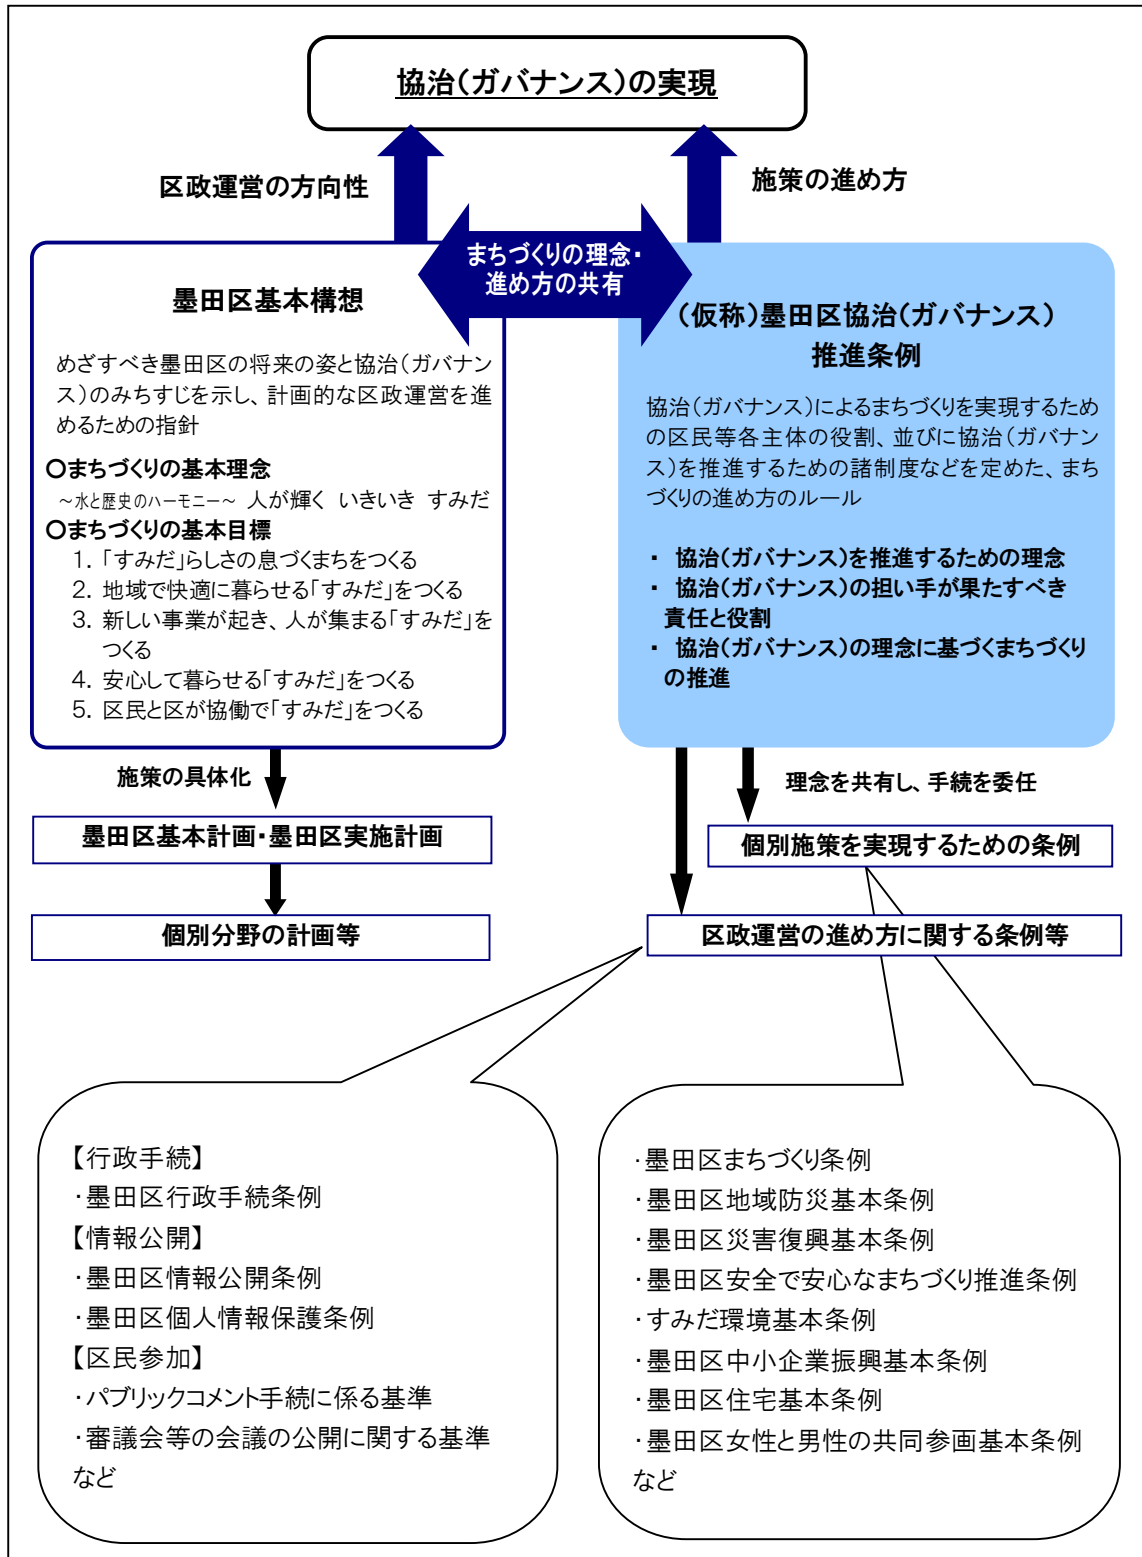 協治(ガバナンス)の実現
区政運営の方向性
施策の進め方
まちづくりの理念・
進め方の共有
墨田区基本構想
めざすべき墨田区の将来の姿と協治(ガバナン
ス)のみちすじを示し、計画的な区政運営を進
めるための指針
○まちづくりの基本理念
～水と歴史のハーモニー～ 人が輝く いきいき すみだ
○まちづくりの基本目標
1. 「すみだ」らしさの息づくまちをつくる
2. 地域で快適に暮らせる「すみだ」をつくる
3. 新しい事業が起き、人が集まる「すみだ」を
つくる
4. 安心して暮らせる「すみだ」をつくる
5. 区民と区が協働で「すみだ」をつくる
(仮称)墨田区協治(ガバナンス)
推進条例
協治(ガバナンス)によるまちづくりを実現するため
の区民等各主体の役割、並びに協治(ガバナン
ス)を推進するための諸制度などを定めた、まち
づくりの進め方のルール
・ 協治(ガバナンス)を推進するための理念
・ 協治(ガバナンス)の担い手が果たすべき
責任と役割
・ 協治(ガバナンス)の理念に基づくまちづくり
の推進
施策の具体化
理念を共有し、手続を委任
墨田区基本計画・墨田区実施計画
個別施策を実現するための条例
個別分野の計画等
区政運営の進め方に関する条例等
【行政手続】
・墨田区行政手続条例
【情報公開】
・墨田区情報公開条例
・墨田区個人情報保護条例
【区民参加】
・パブリックコメント手続に係る基準
・審議会等の会議の公開に関する基準
など
・墨田区まちづくり条例
・墨田区地域防災基本条例
・墨田区災害復興基本条例
・墨田区安全で安心なまちづくり推進条例
・すみだ環境基本条例
・墨田区中小企業振興基本条例
・墨田区住宅基本条例
・墨田区女性と男性の共同参画基本条例
など